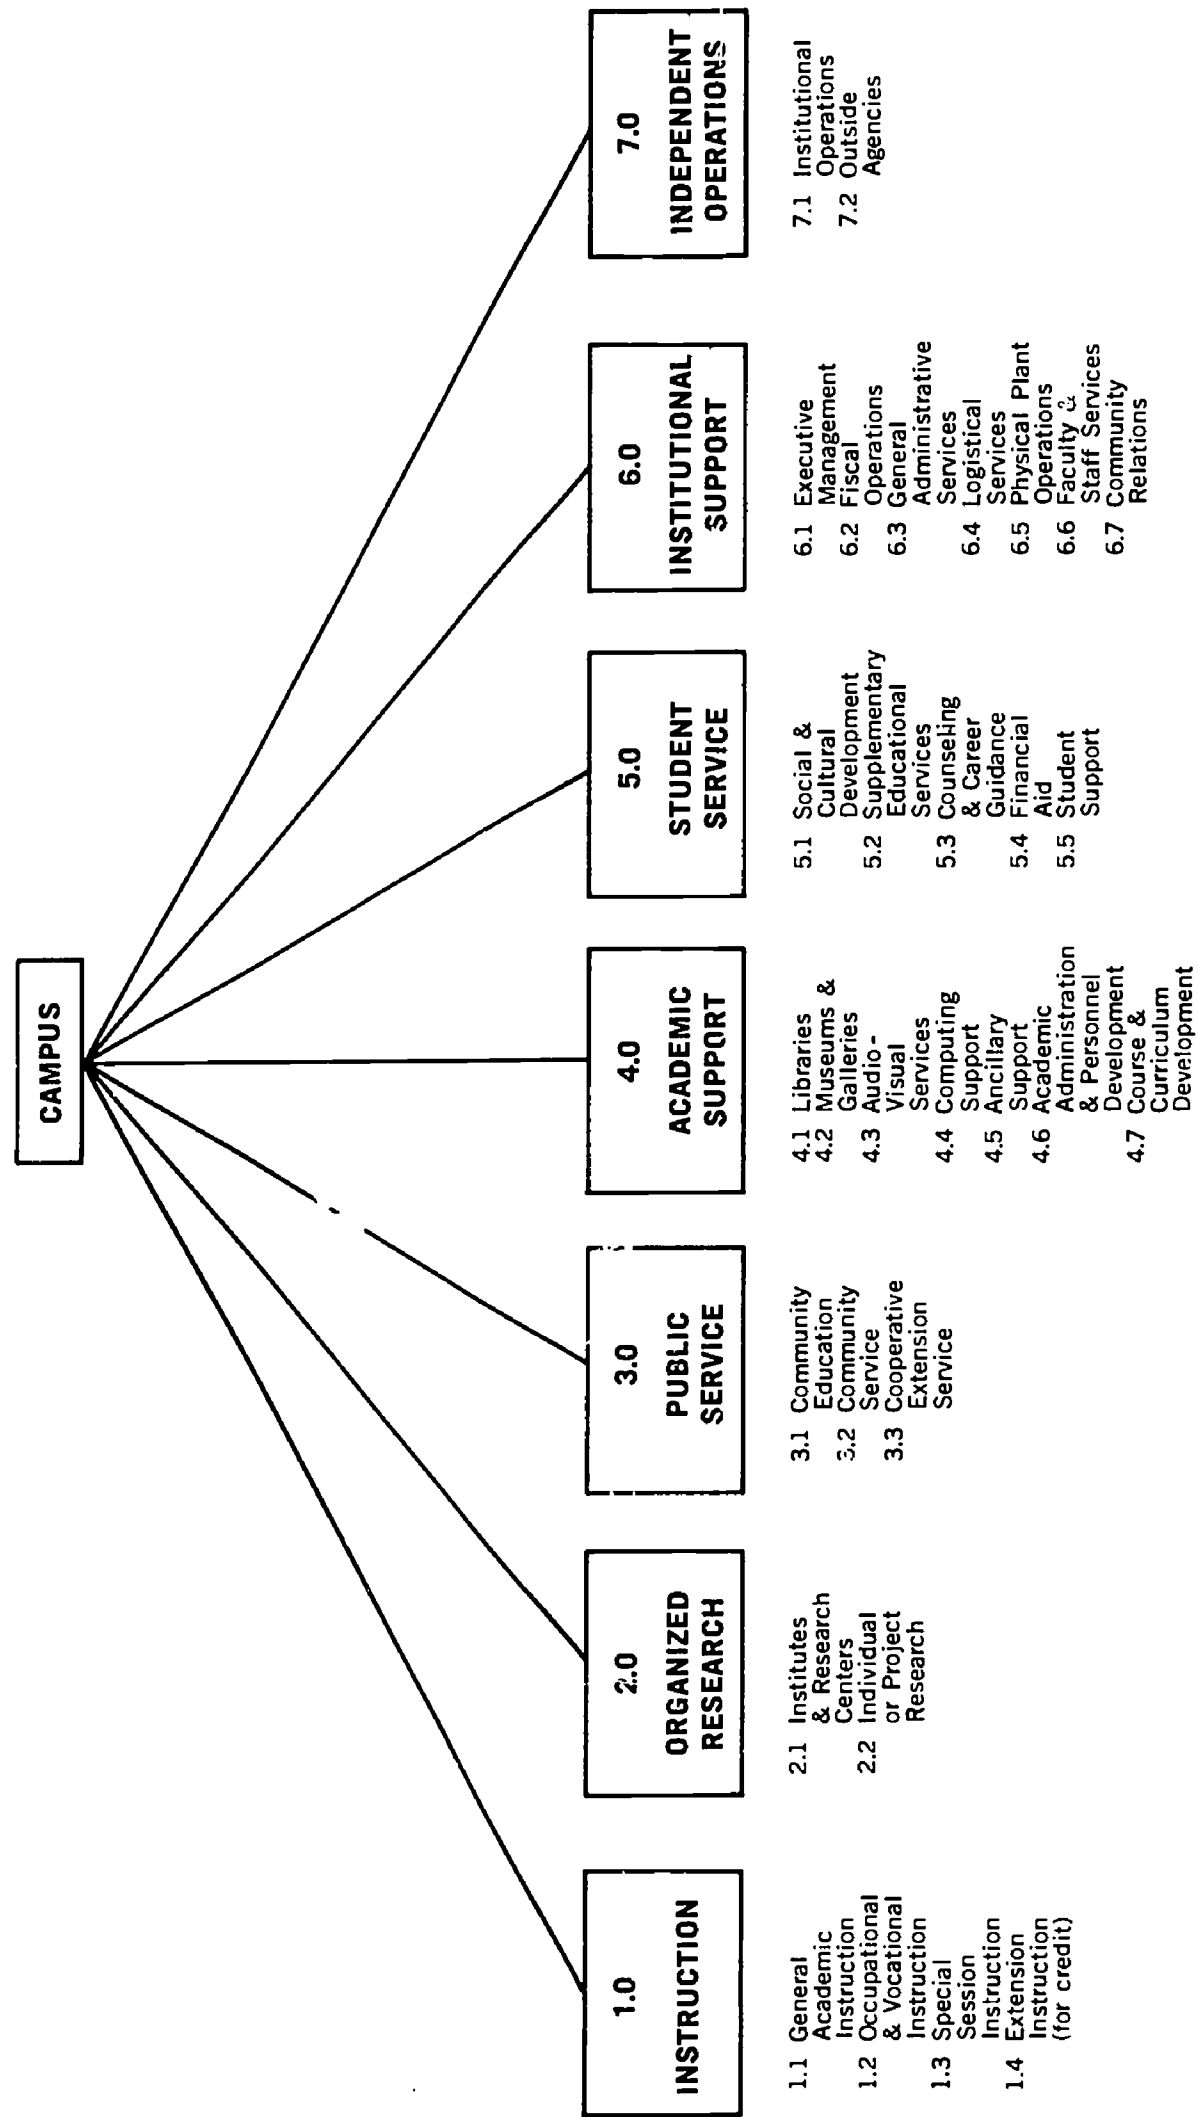 CAMPUS
1.0
INSTRUCTION
1.1 General
Academic
Instruction
1.2 Occupational
& Vocational
Instruction
1.3 Special
Session
Instruction
1.4 Extension
Instruction
(for credit)
2.0
ORGANIZED
RESEARCH
2.1 Institutes
& Research
Centers
2.2 Individual
or Project
Research
3.0
PUBLIC
SERVICE
3.1 Community
Education
3.2 Community
Service
3.3 Cooperative
Extension
Service
4.0
ACADEMIC
SUPPORT
4.1 Libraries
4.2 Museums &
Galleries
4.3 Audio-
Visual
Services
4.4 Computing
Support
4.5 Ancillary
Support
4.6 Academic
Administration
& Personnel
Development
4.7 Course &
Curriculum
Development
5.0
STUDENT
SERVICE
5.1 Social &
Cultural
Development
5.2 Supplementary
Educational
Services
5.3 Counseling
& Career
Guidance
5.4 Financial
Aid
5.5 Student
Support
6.0
INSTITUTIONAL
SUPPORT
6.1 Executive
Management
6.2 Fiscal
Operations
6.3 General
Administrative
Services
6.4 Logistical
Services
6.5 Physical Plant
Operations
6.6 Faculty &
Staff Services
6.7 Community
Relations
7.0
INDEPENDENT
OPERATIONS
7.1 Institutional
Operations
7.2 Outside
Agencies